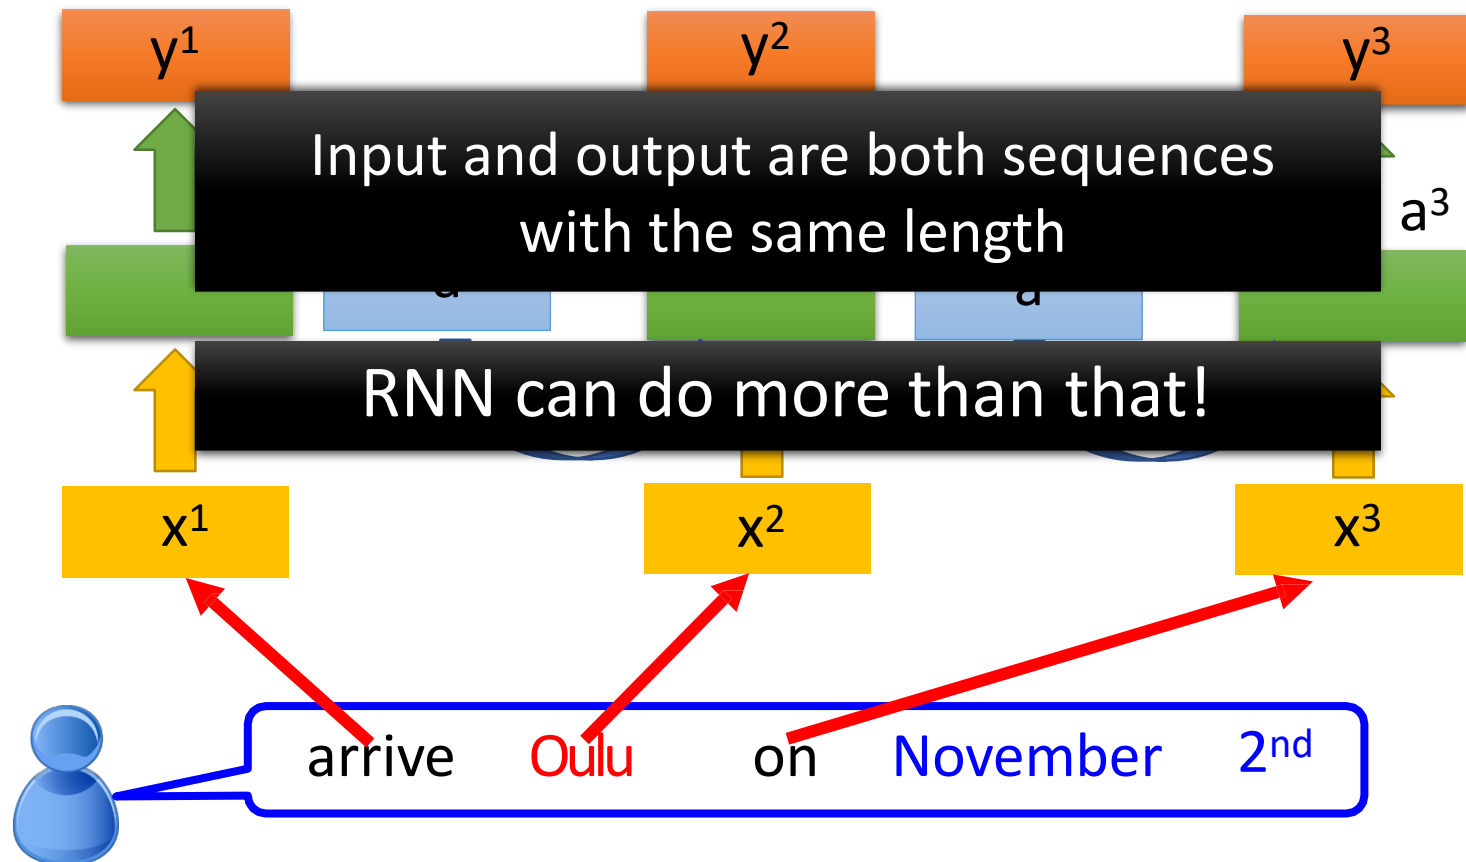 y¹ y² y³
Input and output are both sequences
with the same length
a³
a
RNN can do more than that!
x¹ x² x³
arrive Oulu on November 2nd